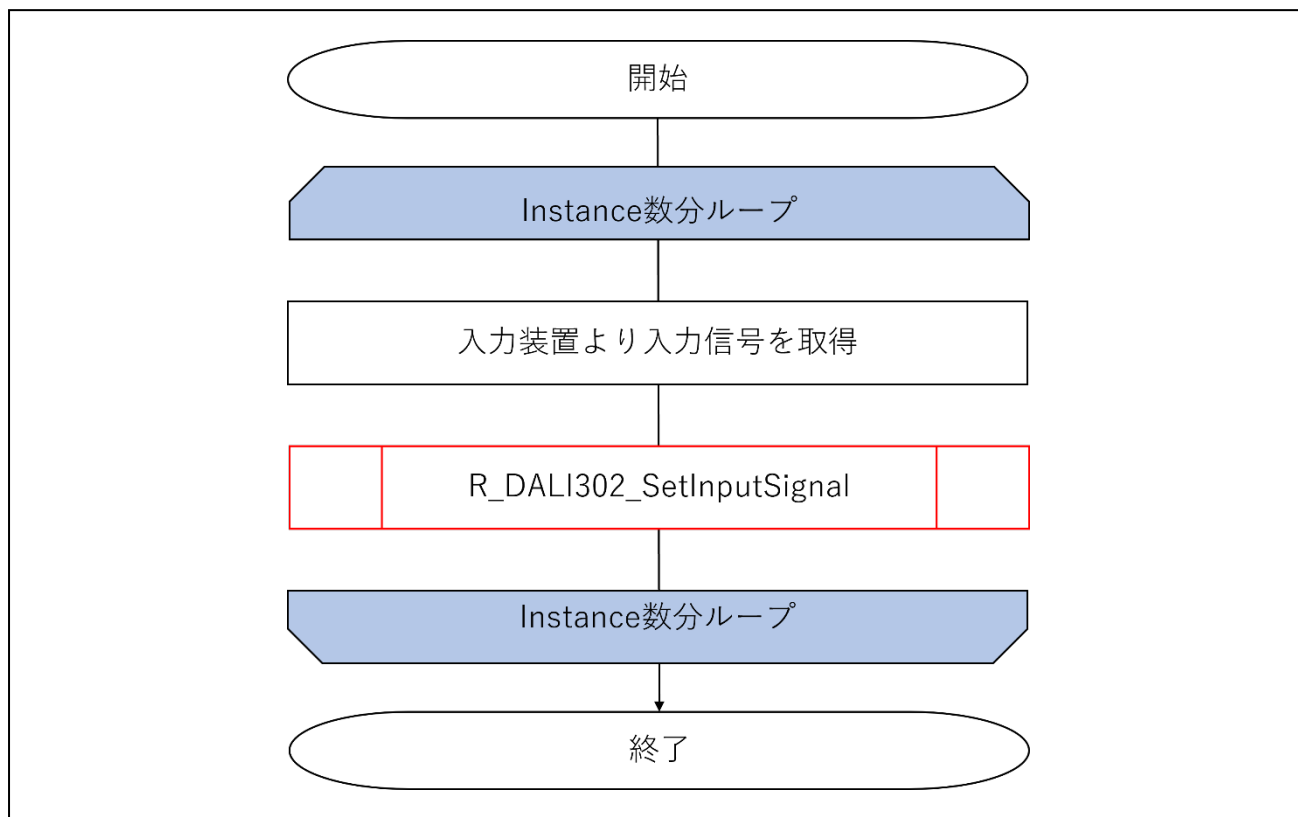 開始
Instance数分ループ
入力装置より入力信号を取得
R_DALI302_SetInputSignal
Instance数分ループ
終了